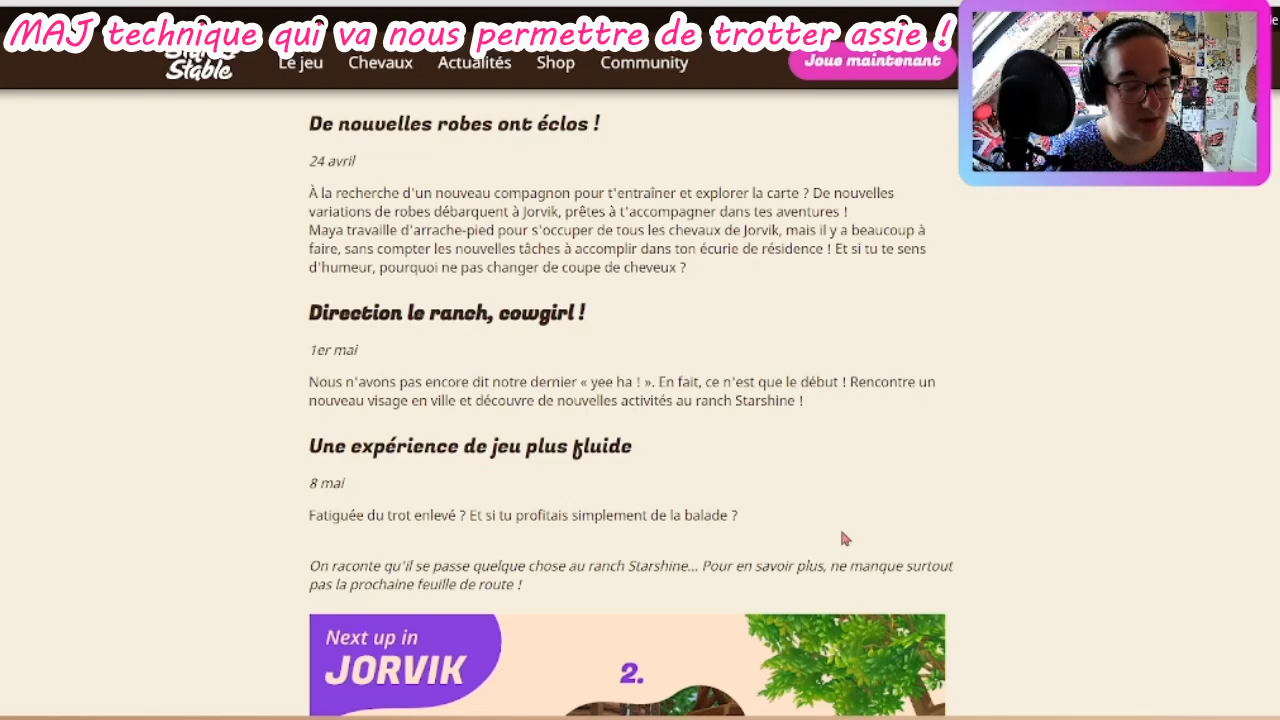 MAJ technique qui va nous permettre de trotter assie !
Stable
Le jeu Chevaux Actualités Shop Community
Joue maintenant
De nouvelles robes ont éclos !
24 avril
À la recherche d'un nouveau compagnon pour t'entraîner et explorer la carte ? De nouvelles
variations de robes débarquent à Jorvik, prêtes à t'accompagner dans tes aventures !
Maya travaille d'arrache-pied pour s'occuper de tous les chevaux de Jorvik, mais il y a beaucoup à
faire, sans compter les nouvelles tâches à accomplir dans ton écurie de résidence ! Et si tu te sens
d'humeur, pourquoi ne pas changer de coupe de cheveux ?
Direction le ranch, cowgirl !
1er mai
Nous n'avons pas encore dit notre dernier « yee ha ! ». En fait, ce n'est que le début ! Rencontre un
nouveau visage en ville et découvre de nouvelles activités au ranch Starshine !
Une expérience de jeu plus fluide
8 mai
Fatiguée du trot enlevé ? Et si tu profitais simplement de la balade ?
On raconte qu'il se passe quelque chose au ranch Starshine... Pour en savoir plus, ne manque surtout
pas la prochaine feuille de route !
Next up in
JORVIK
2.